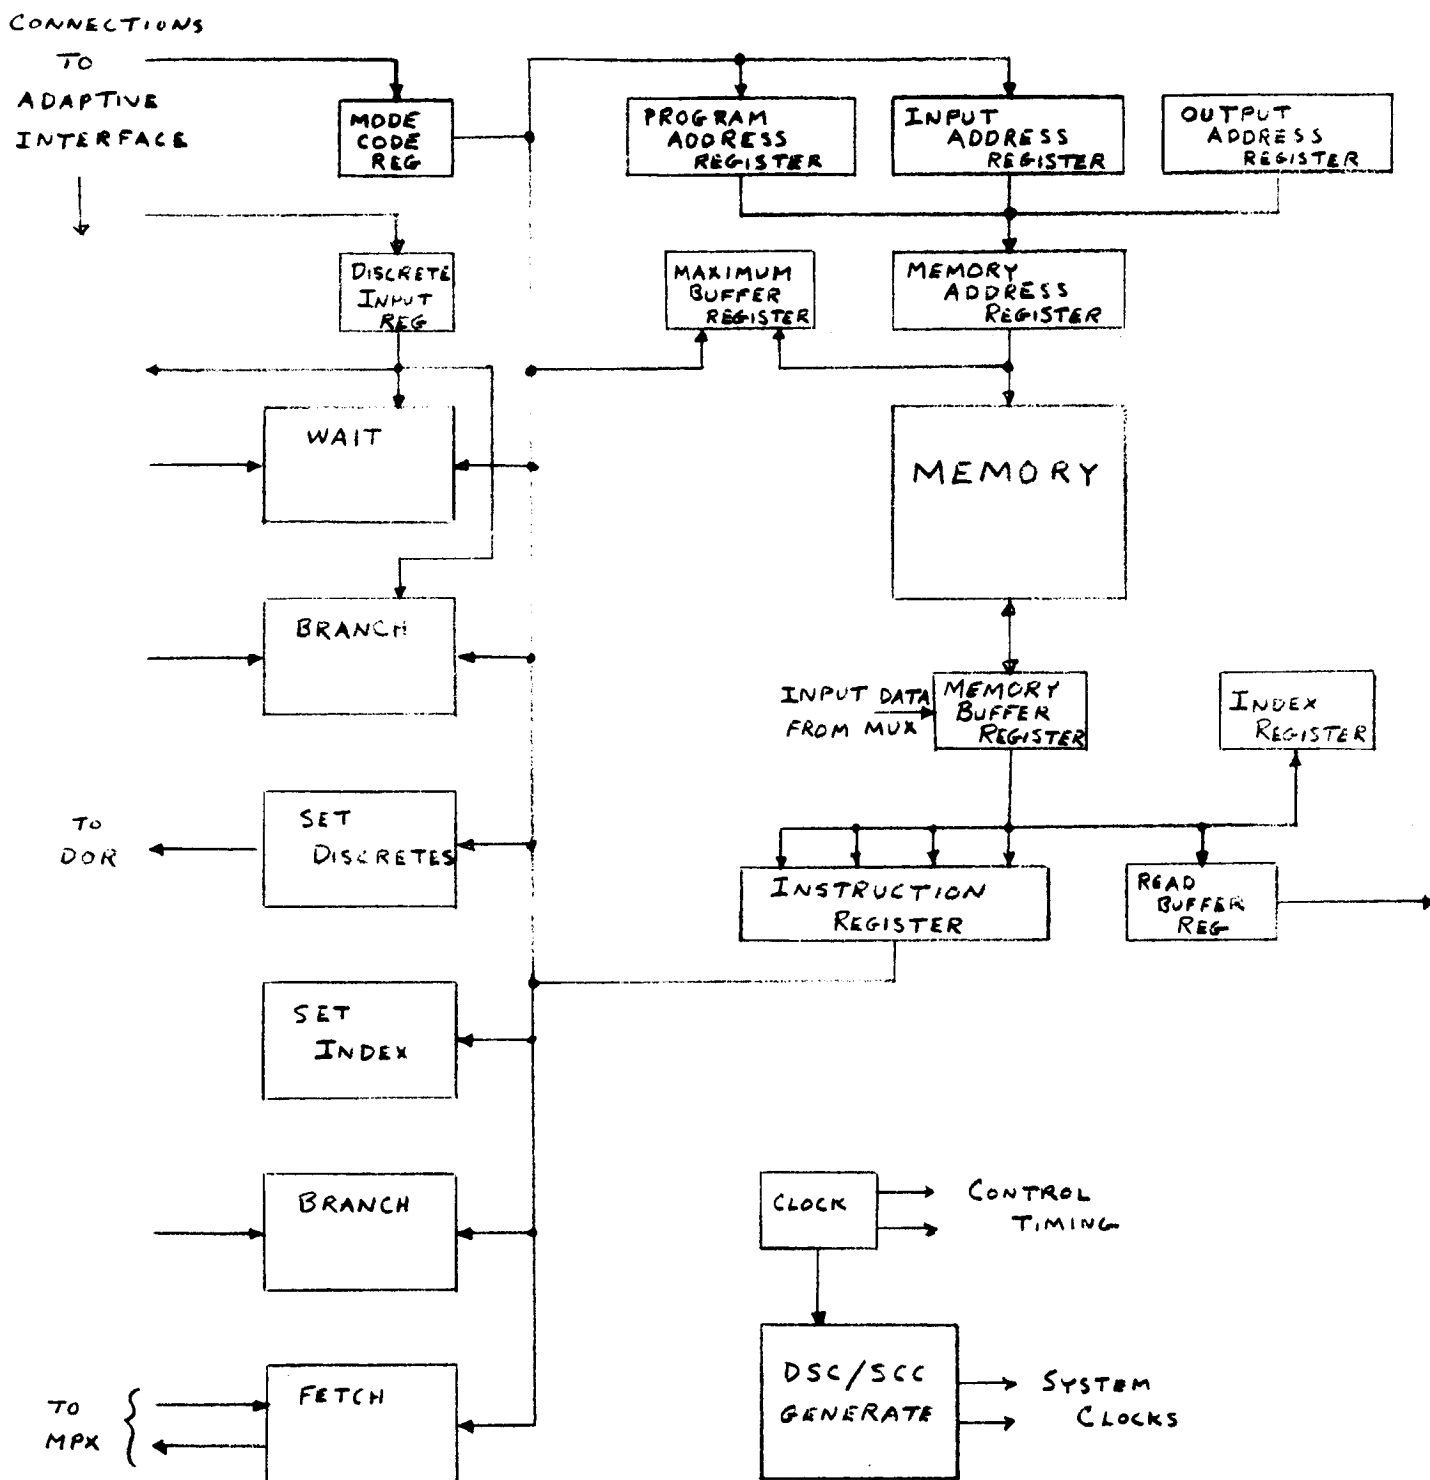 CONNECTIONS
TO
ADAPTIVE
INTERFACE
MODE
CODE
REG
PROGRAM
ADDRESS
REGISTER
INPUT
ADDRESS
REGISTER
OUTPUT
ADDRESS
REGISTER
DISCRETE
INPUT
REG
MAXIMUM
BUFFER
REGISTER
MEMORY
ADDRESS
REGISTER
WAIT
MEMORY
BRANCH
INPUT DATA
FROM MUX
MEMORY
BUFFER
REGISTER
INDEX
REGISTER
TO
DOR
SET
DISCRETES
INSTRUCTION
REGISTER
READ
BUFFER
REG
SET
INDEX
BRANCH
CLOCK
CONTROL
TIMING
TO
MPX
FETCH
DSC/SCC
GENERATE
SYSTEM
CLOCKS